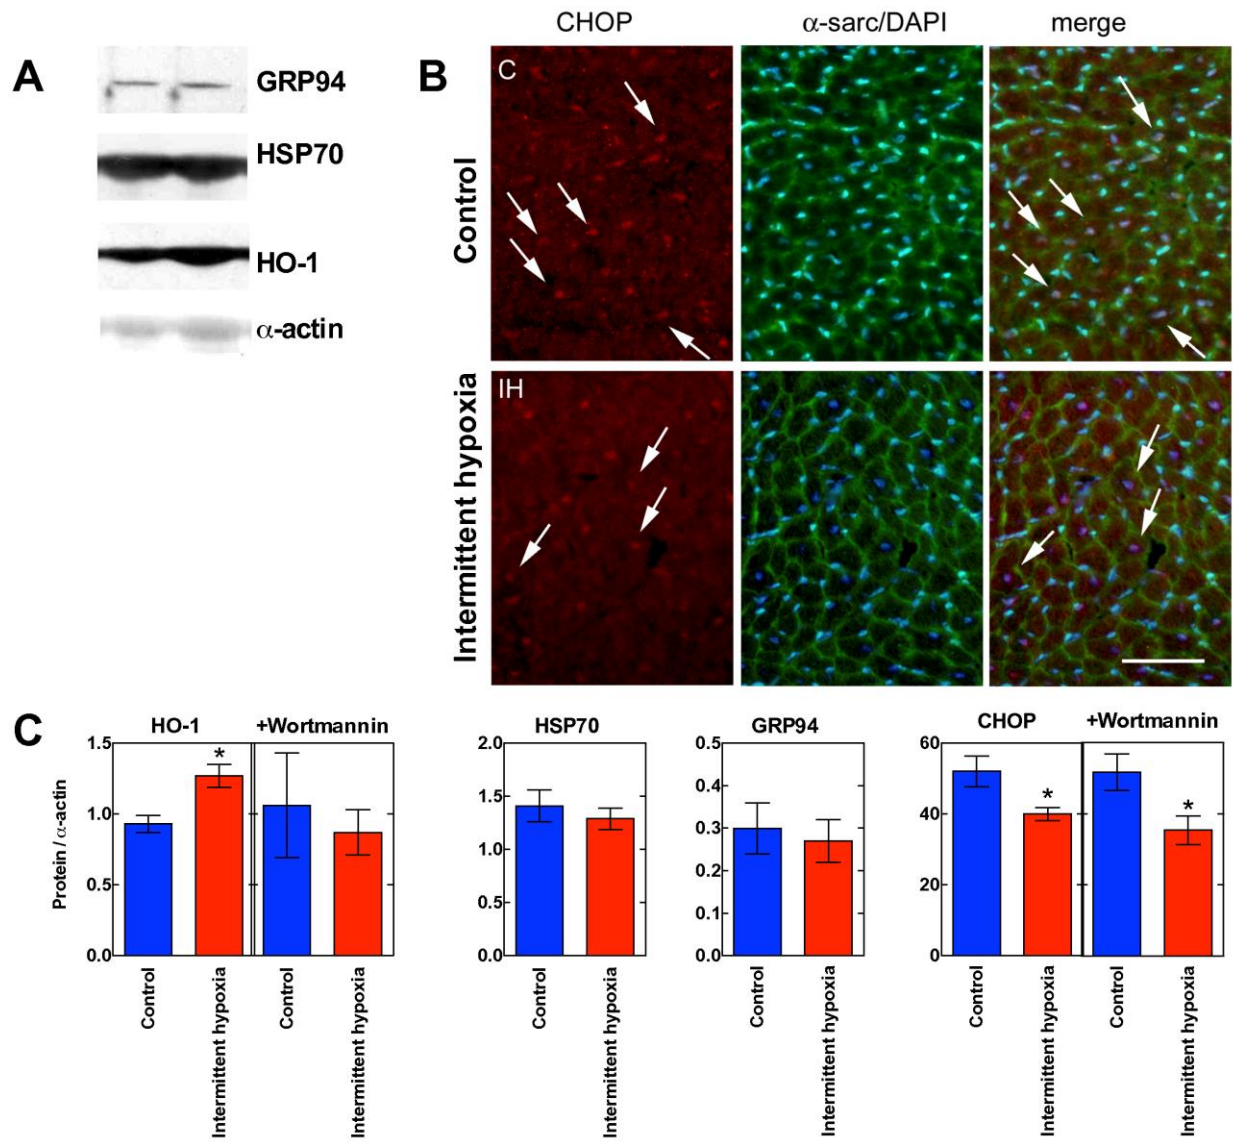 A
GRP94
HSP70
HO-1
α-actin
B
CHOP
α-sarc/DAPI
merge
Control
C
Intermittent hypoxia
IH
C
HO-1
+Wortmannin
HSP70
GRP94
CHOP
+Wortmannin
Protein / α-actin
1.5
1.0
0.5
0.0
*
2.0
1.5
1.0
0.5
0.0
0.5
0.4
0.3
0.2
0.1
0.0
60
40
20
0
*
*
Control
Intermittent hypoxia
Control
Intermittent hypoxia
Control
Intermittent hypoxia
Control
Intermittent hypoxia
Control
Intermittent hypoxia
Control
Intermittent hypoxia